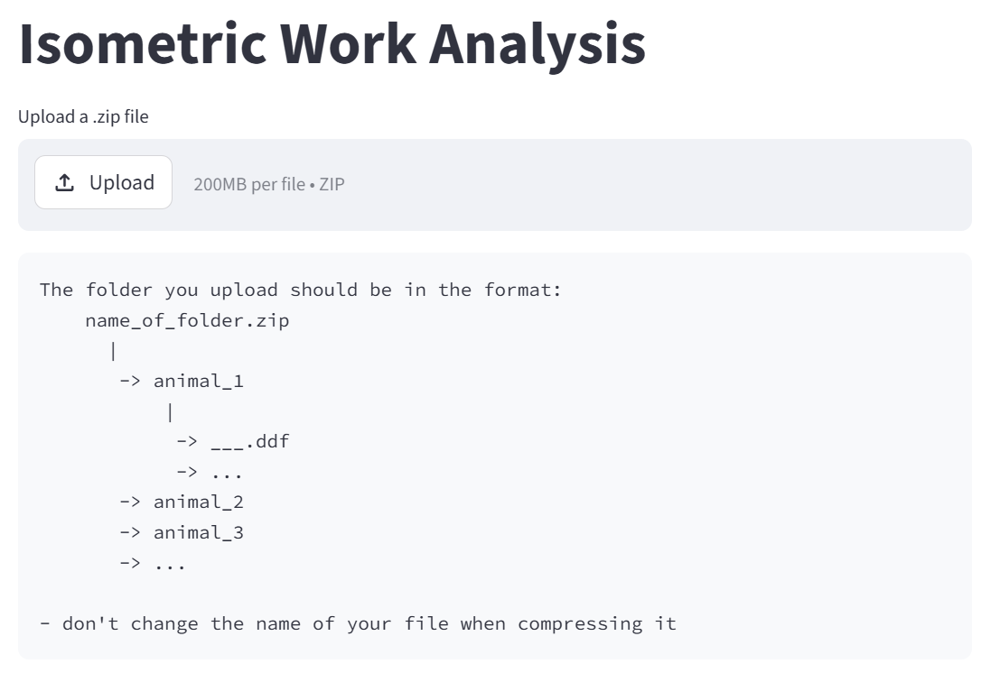 Isometric Work Analysis
Upload a .zip file
Upload 200MB per file • ZIP
The folder you upload should be in the format:
    name_of_folder.zip
      |
       -> animal_1
           |
            -> ___.ddf
            -> ...
       -> animal_2
       -> animal_3
       -> ...

- don't change the name of your file when compressing it